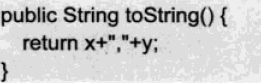 public String toString() {
return x+","+y;
}